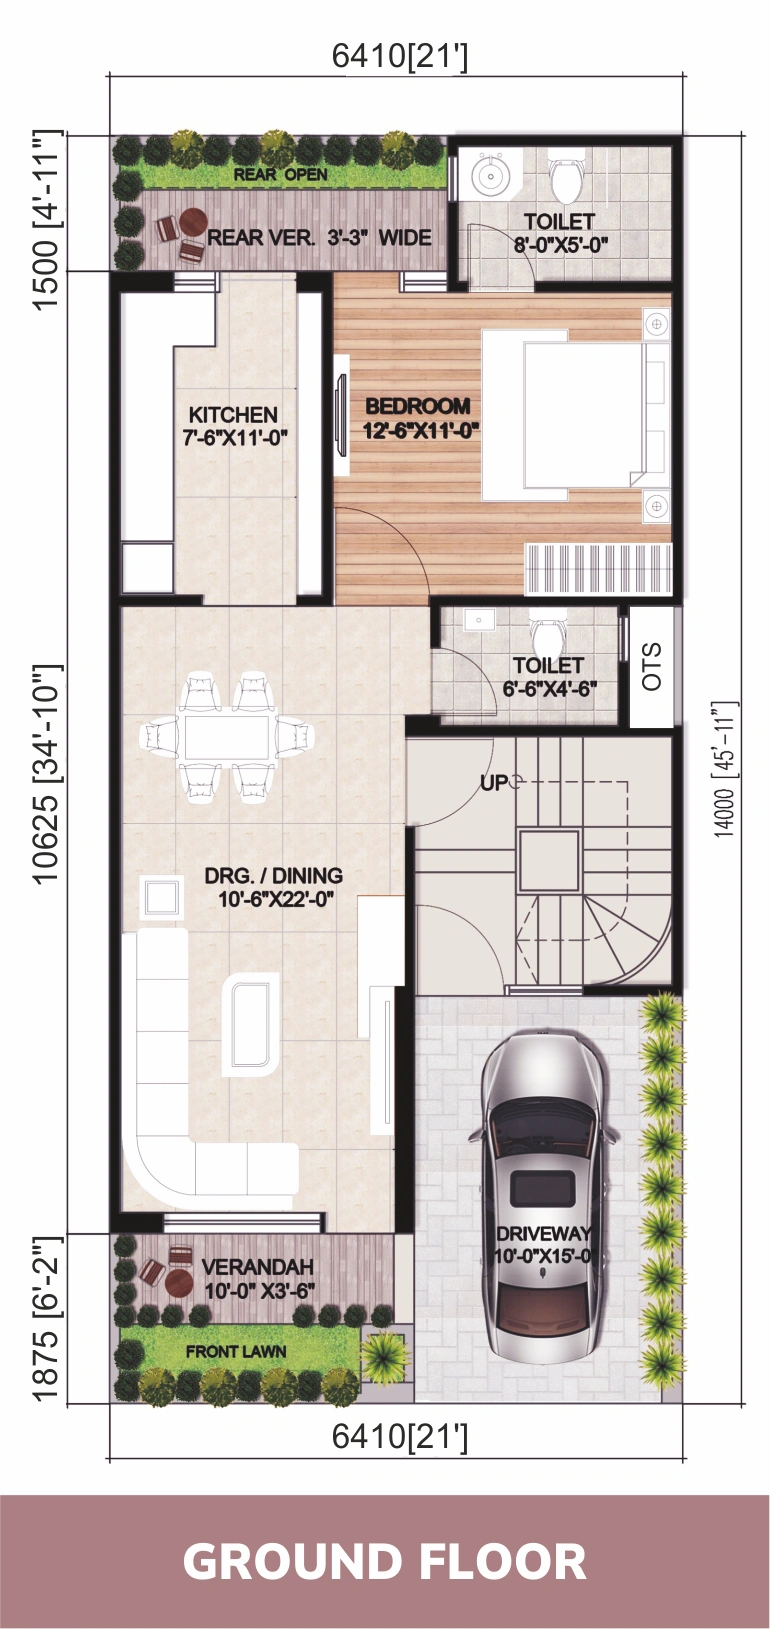 6410[21']
1500 [4'-11"]
REAR OPEN
REAR VER. 3'-3" WIDE
TOILET
8'-0"X5'-0"
KITCHEN
7'-6"X11'-0"
BEDROOM
12'-6"X11'-0"
TOILET
6'-6"X4'-6"
OTS
10625 [34'-10"]
14000 [45'-11"]
UP
DRG. / DINING
10'-6"X22'-0"
DRIVEWAY
10'-0"X15'-0"
1875 [6'-2"]
VERANDAH
10'-0" X3'-6"
FRONT LAWN
6410[21']
GROUND FLOOR